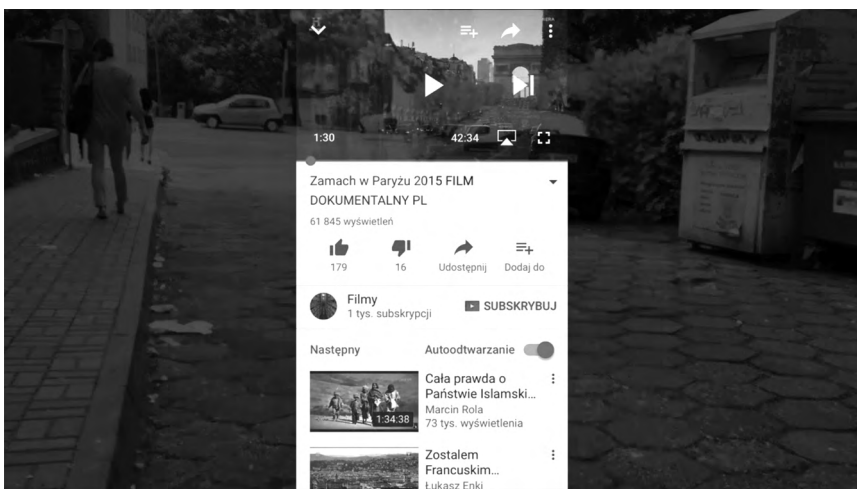 1:30
42:34
Zamach w Paryżu 2015 FILM
DOKUMENTALNY PL
61 845 wyświetleń
179
16
Udostępnij
Dodaj do
Filmy
1 tys. subskrypcji
SUBSKRYBUJ
Następny
Autoodtwarzanie
1:34:38
Cała prawda o
Państwie Islamski...
Marcin Rola
73 tys. wyświetlenia
Zostalem
Francuskim...
Łukasz Enki